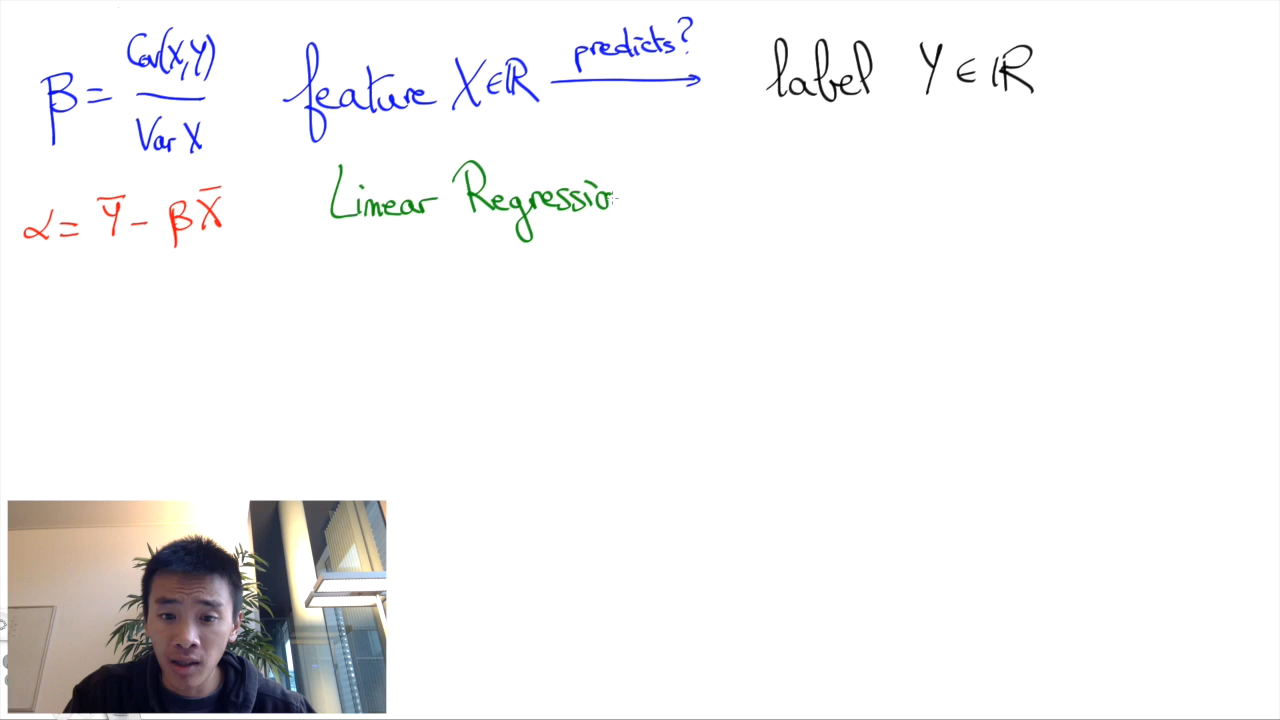 β = Cov(X,Y) / Var X
feature X ∈ ℝ
predicts?
label Y ∈ ℝ
α = Y̅ - βX̅
Linear Regressio